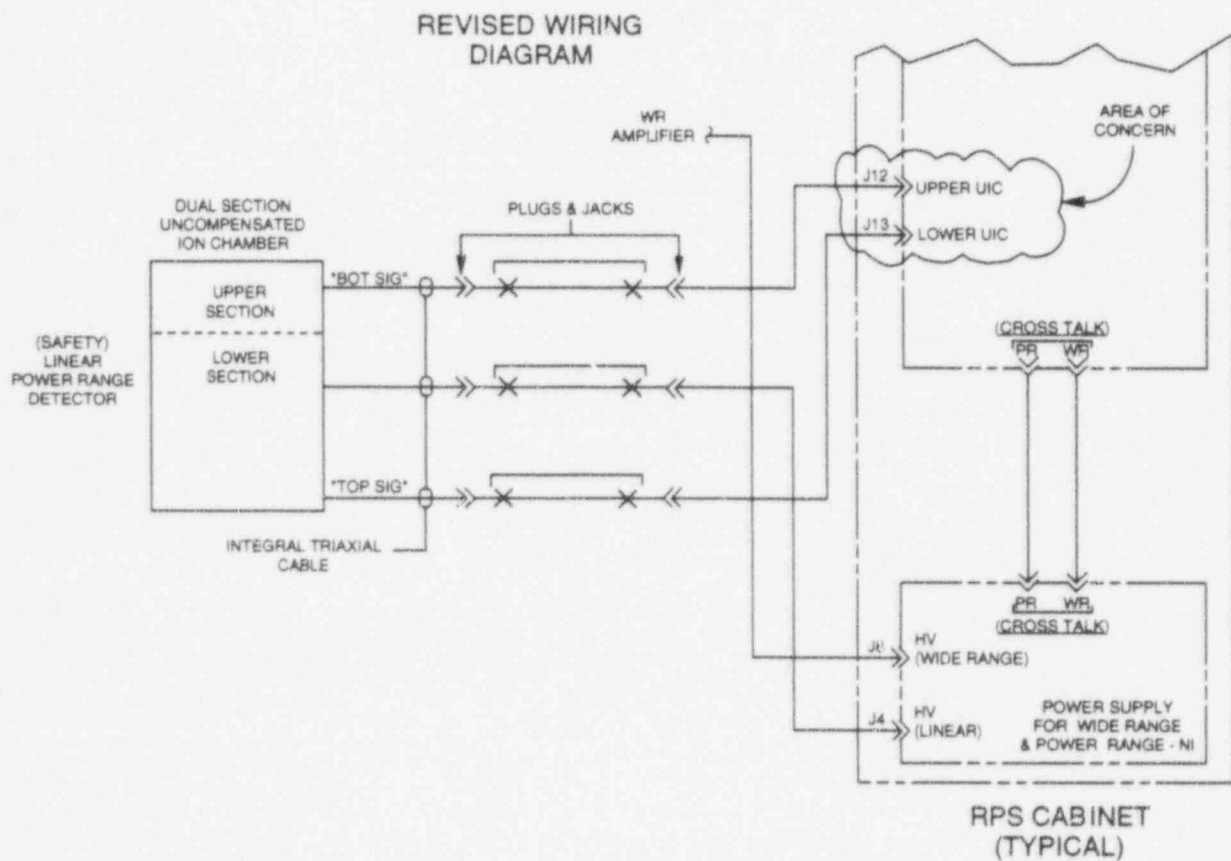 REVISED WIRING
DIAGRAM
WR
AMPLIFIER
AREA OF
CONCERN
J12
UPPER UIC
J13
LOWER UIC
DUAL SECTION
UNCOMPENSATED
ION CHAMBER
PLUGS & JACKS
"BOT SIG"
UPPER
SECTION
(SAFETY)
LINEAR
POWER RANGE
DETECTOR
LOWER
SECTION
"TOP SIG"
INTEGRAL TRIAXIAL
CABLE
(CROSS TALK)
PR WR
PR WR
(CROSS TALK)
HV
(WIDE RANGE)
J4
HV
(LINEAR)
POWER SUPPLY
FOR WIDE RANGE
& POWER RANGE - NI
RPS CABINET
(TYPICAL)